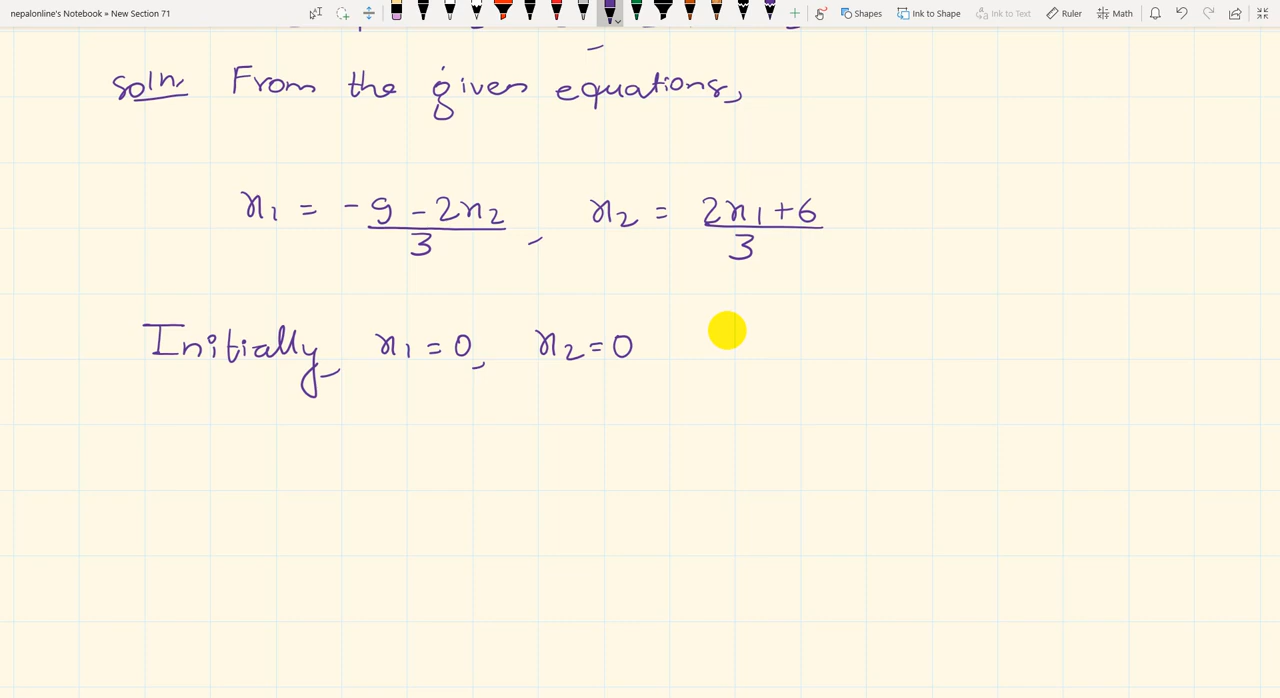 nepalonline's Notebook » New Section 71
Shapes Ink to Shape Ink to Text Ruler Math
soln. From the given equations,
x₁ = -9 - 2x₂ / 3 , x₂ = 2x₁ + 6 / 3
Initially, x₁ = 0, x₂ = 0